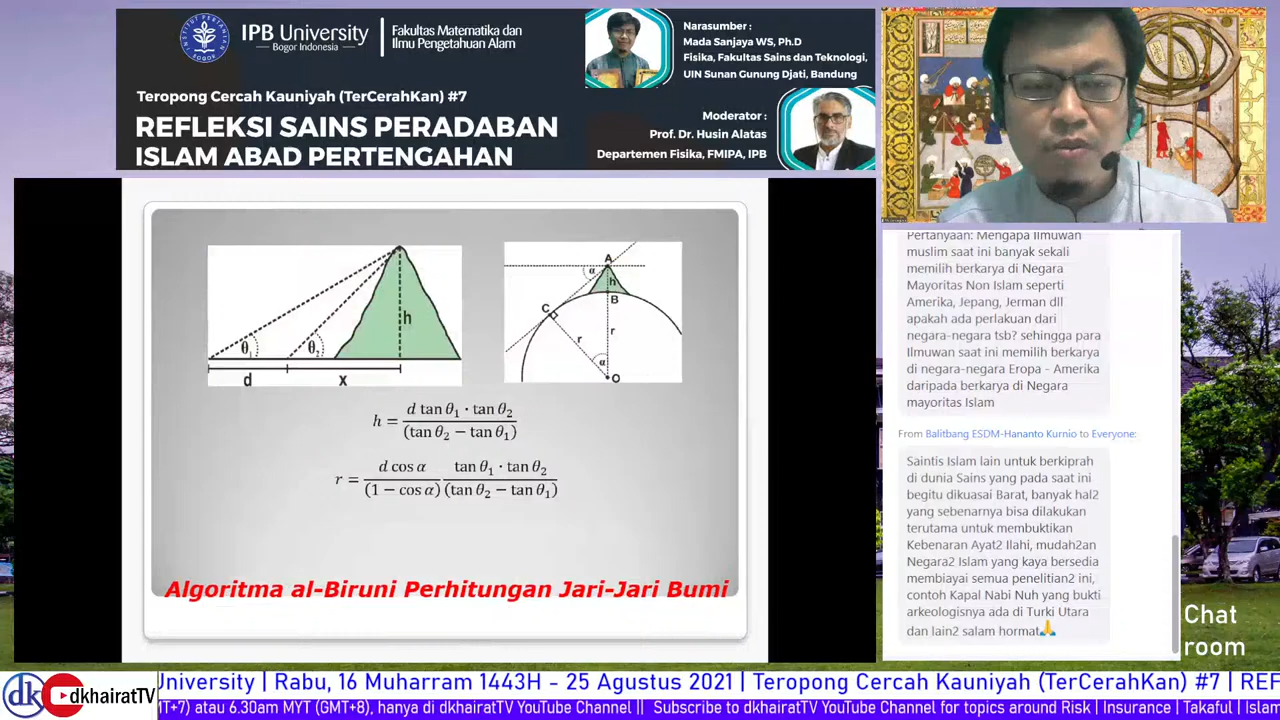 IPB University
Bogor Indonesia
Fakultas Matematika dan
Ilmu Pengetahuan Alam
Teropong Cercah Kauniyah (TerCerahKan) #7
REFLEKSI SAINS PERADABAN
ISLAM ABAD PERTENGAHAN
Narasumber :
Mada Sanjaya WS, Ph.D
Fisika, Fakultas Sains dan Teknologi,
UIN Sunan Gunung Djati, Bandung
Moderator :
Prof. Dr. Husin Alatas
Departemen Fisika, FMIPA, IPB
θ₁ θ₂ h
d x
A
α
h
B
C
r r
α
O
h = d tan θ₁ · tan θ₂ / (tan θ₂ − tan θ₁)
r = d cos α / (1 − cos α) tan θ₁ · tan θ₂ / (tan θ₂ − tan θ₁)
Algoritma al-Biruni Perhitungan Jari-Jari Bumi
Pertanyaan: Mengapa Ilmuwan
muslim saat ini banyak sekali
memilih berkarya di Negara
Mayoritas Non Islam seperti
Amerika, Jepang, Jerman dll
apakah ada perlakuan dari
negara-negara tsb? sehingga para
Ilmuwan saat ini memilih berkarya
di negara-negara Eropa - Amerika
daripada berkarya di Negara
mayoritas Islam
From Balitbang ESDM-Hananto Kurnio to Everyone:
Saintis Islam lain untuk berkiprah
di dunia Sains yang pada saat ini
begitu dikuasai Barat, banyak hal2
yang sebenarnya bisa dilakukan
terutama untuk membuktikan
Kebenaran Ayat2 Ilahi, mudah2an
Negara2 Islam yang kaya bersedia
membiayai semua penelitian2 ini,
contoh Kapal Nabi Nuh yang bukti
arkeologisnya ada di Turki Utara
dan lain2 salam hormat🙏
Chat
room
dk dkhairatTV
University | Rabu, 16 Muharram 1443H - 25 Agustus 2021 | Teropong Cercah Kauniyah (TerCerahKan) #7 | REF
MT+7) atau 6.30am MYT (GMT+8), hanya di dkhairatTV YouTube Channel || Subscribe to dkhairatTV YouTube Channel for topics around Risk | Insurance | Takaful | Islam